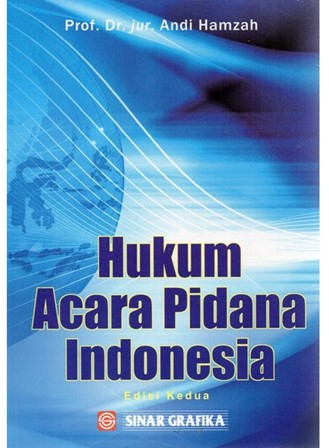 Prof. Dr. jur. Andi Hamzah
Hukum
Acara Pidana
Indonesia
Edisi Kedua
SINAR GRAFIKA